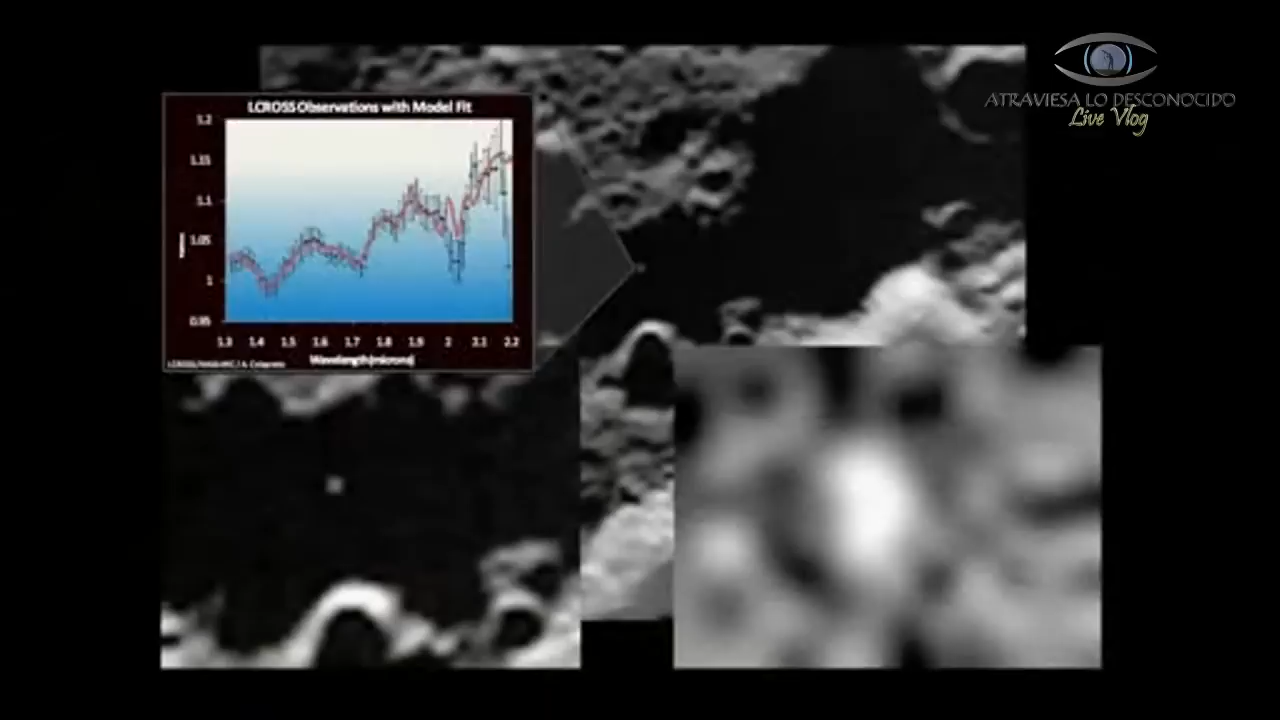 ATRAVIESA LO DESCONOCIDO
Live Vlog
LCROSS Observations with Model Fit
1.2
1.15
1.1
1.05
1
0.95
1.3 1.4 1.5 1.6 1.7 1.8 1.9 2 2.1 2.2
Wavelength (microns)